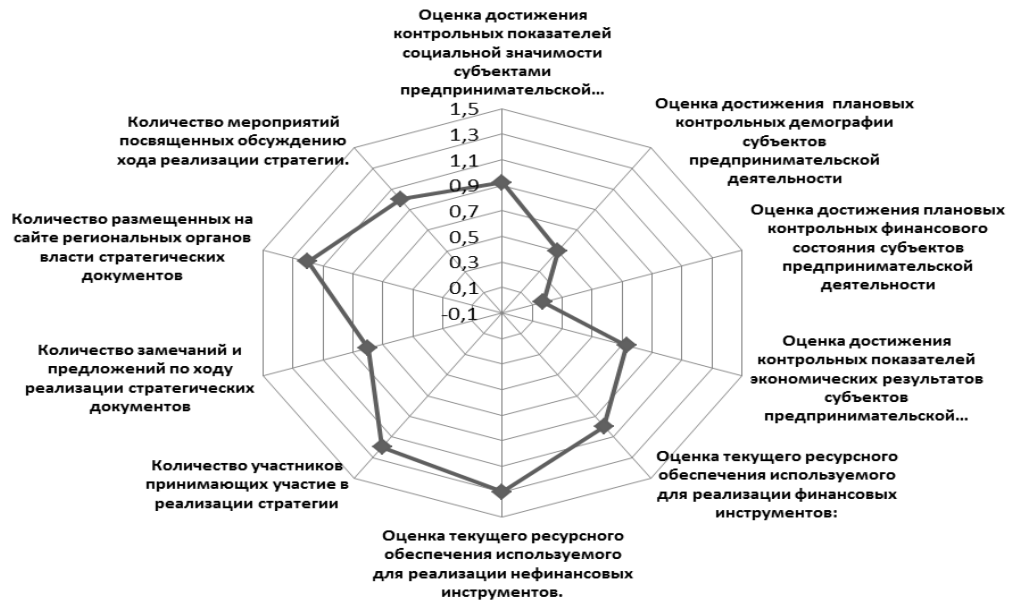 Оценка достижения
контрольных показателей
социальной значимости
субъектами
предпринимательской...
Оценка достижения плановых
контрольных демографии
субъектов
предпринимательской
деятельности
Оценка достижения плановых
контрольных финансового
состояния субъектов
предпринимательской
деятельности
Оценка достижения
контрольных показателей
экономических результатов
субъектов
предпринимательской...
Оценка текущего ресурсного
обеспечения используемого
для реализации финансовых
инструментов:
Оценка текущего ресурсного
обеспечения используемого
для реализации нефинансовых
инструментов.
Количество участников
принимающих участие в
реализации стратегии
Количество замечаний и
предложений по ходу
реализации стратегических
документов
Количество размещенных на
сайте региональных органов
власти стратегических
документов
Количество мероприятий
посвященных обсуждению
хода реализации стратегии.
1,5
1,3
1,1
0,9
0,7
0,5
0,3
0,1
-0,1